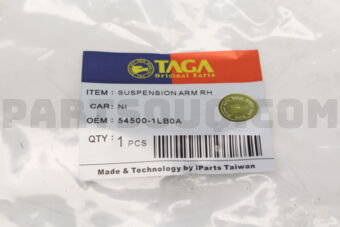 TAGA
Original Parts
ITEM : SUSPENSION ARM RH
CAR: NI
OEM : 54500-1LB0A
QTY : 1 PCS
Made & Technology by iParts Taiwan
PARTSOUQ.COM